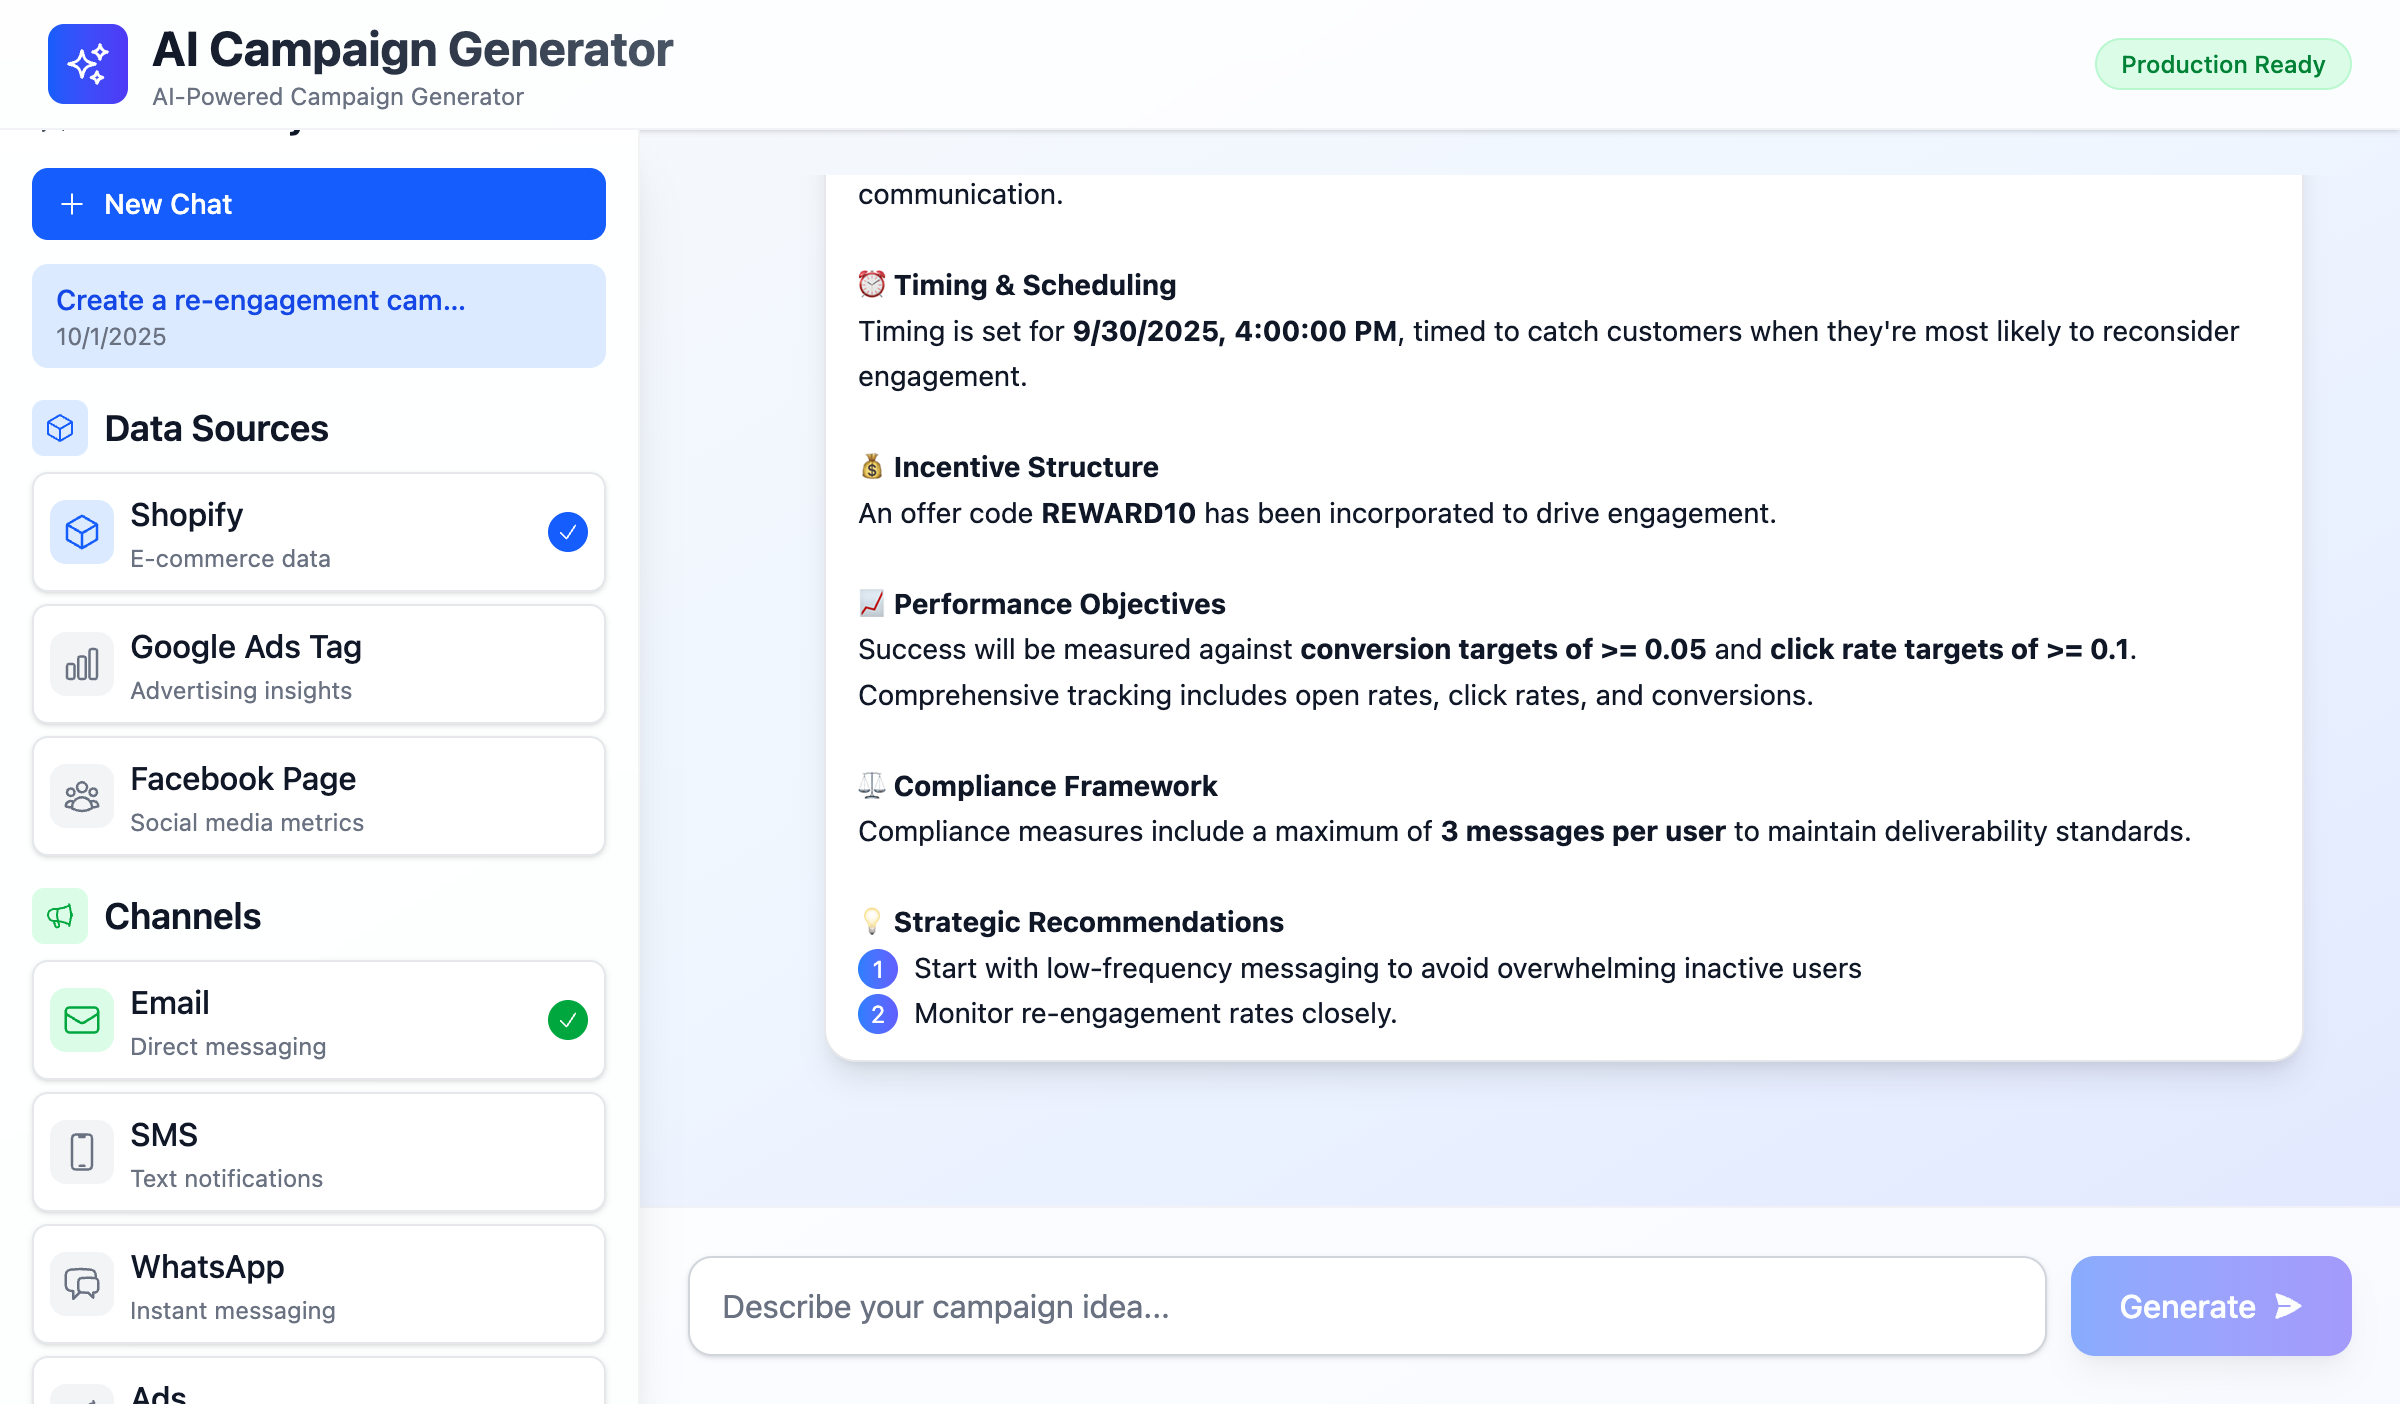 AI Campaign Generator
AI-Powered Campaign Generator
Production Ready
New Chat
Create a re-engagement cam...
10/1/2025
Data Sources
Shopify
E-commerce data
Google Ads Tag
Advertising insights
Facebook Page
Social media metrics
Channels
Email
Direct messaging
SMS
Text notifications
WhatsApp
Instant messaging
Ads
communication.
⏰ Timing & Scheduling
Timing is set for 9/30/2025, 4:00:00 PM, timed to catch customers when they're most likely to reconsider
engagement.
💰 Incentive Structure
An offer code REWARD10 has been incorporated to drive engagement.
📈 Performance Objectives
Success will be measured against conversion targets of >= 0.05 and click rate targets of >= 0.1.
Comprehensive tracking includes open rates, click rates, and conversions.
⚖️ Compliance Framework
Compliance measures include a maximum of 3 messages per user to maintain deliverability standards.
💡 Strategic Recommendations
1 Start with low-frequency messaging to avoid overwhelming inactive users
2 Monitor re-engagement rates closely.
Describe your campaign idea...
Generate